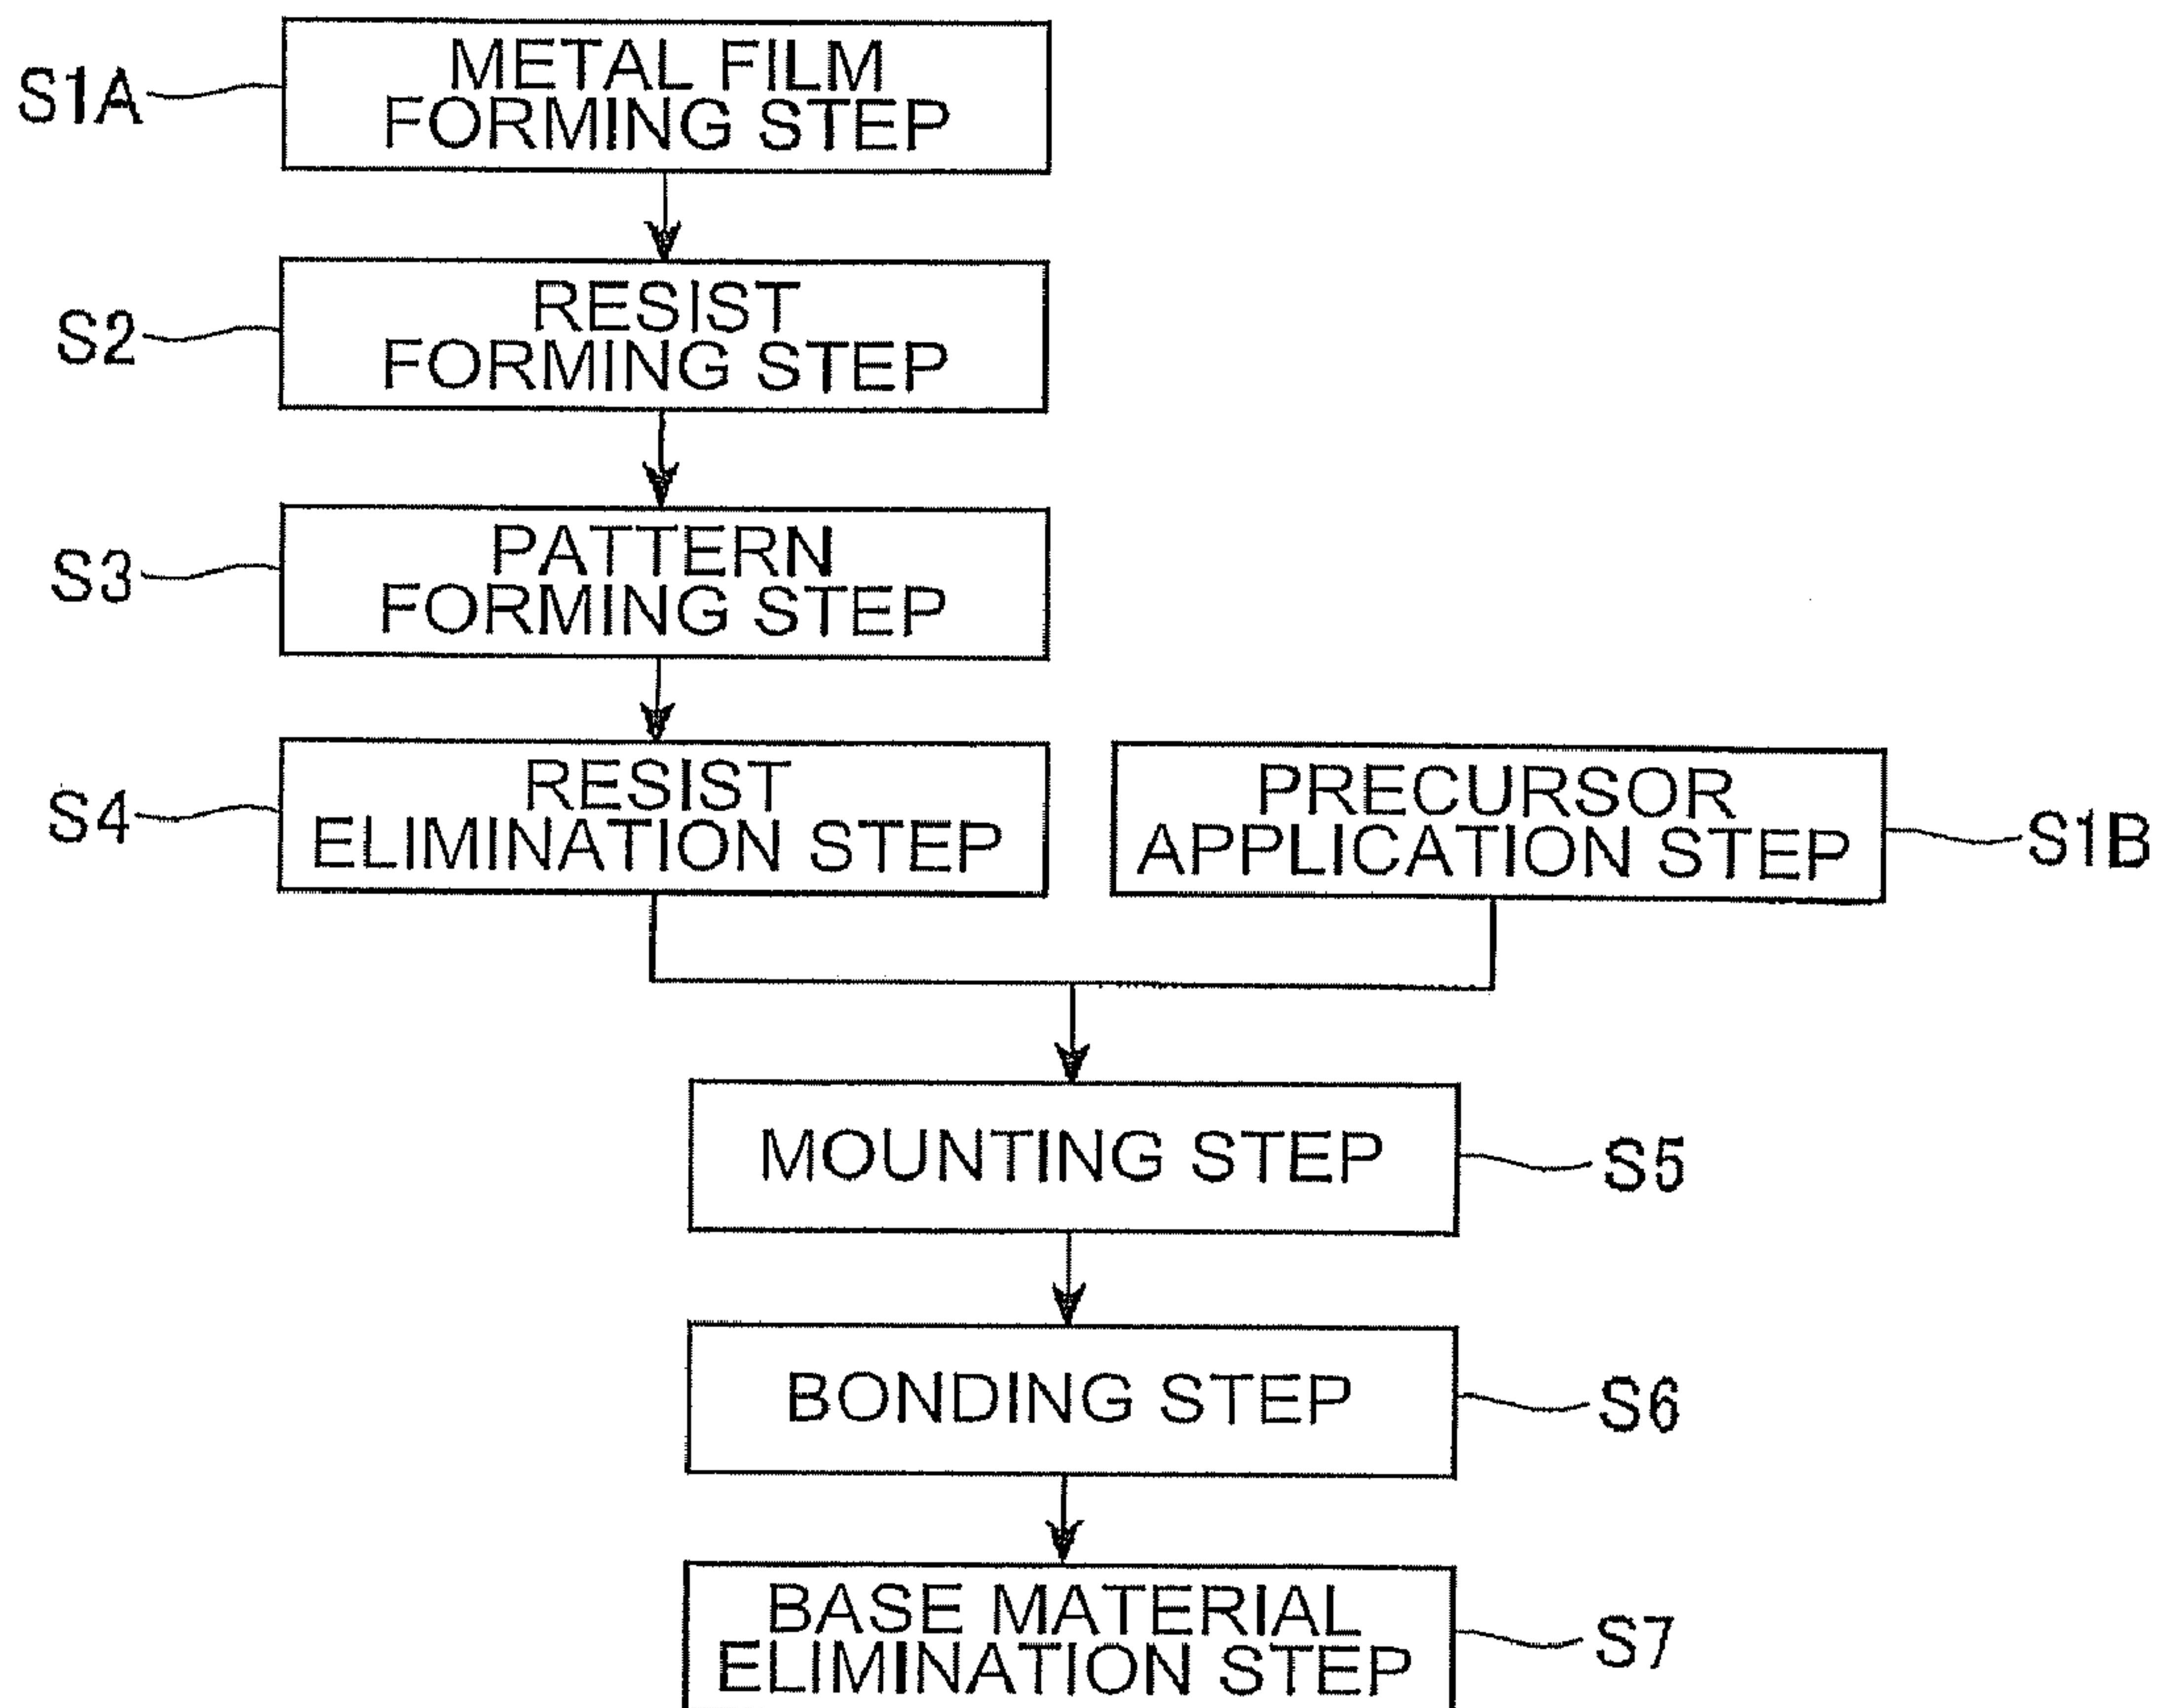 S1A
METAL FILM
FORMING STEP
S2
RESIST
FORMING STEP
S3
PATTERN
FORMING STEP
S4
RESIST
ELIMINATION STEP
PRECURSOR
APPLICATION STEP
S1B
MOUNTING STEP
S5
BONDING STEP
S6
BASE MATERIAL
ELIMINATION STEP
S7